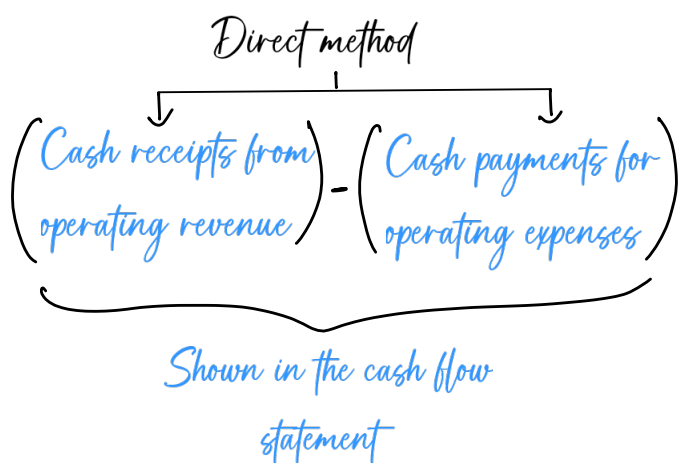 Direct method
(Cash receipts from - (Cash payments for
operating revenue) operating expenses)
Shown in the cash flow
statement